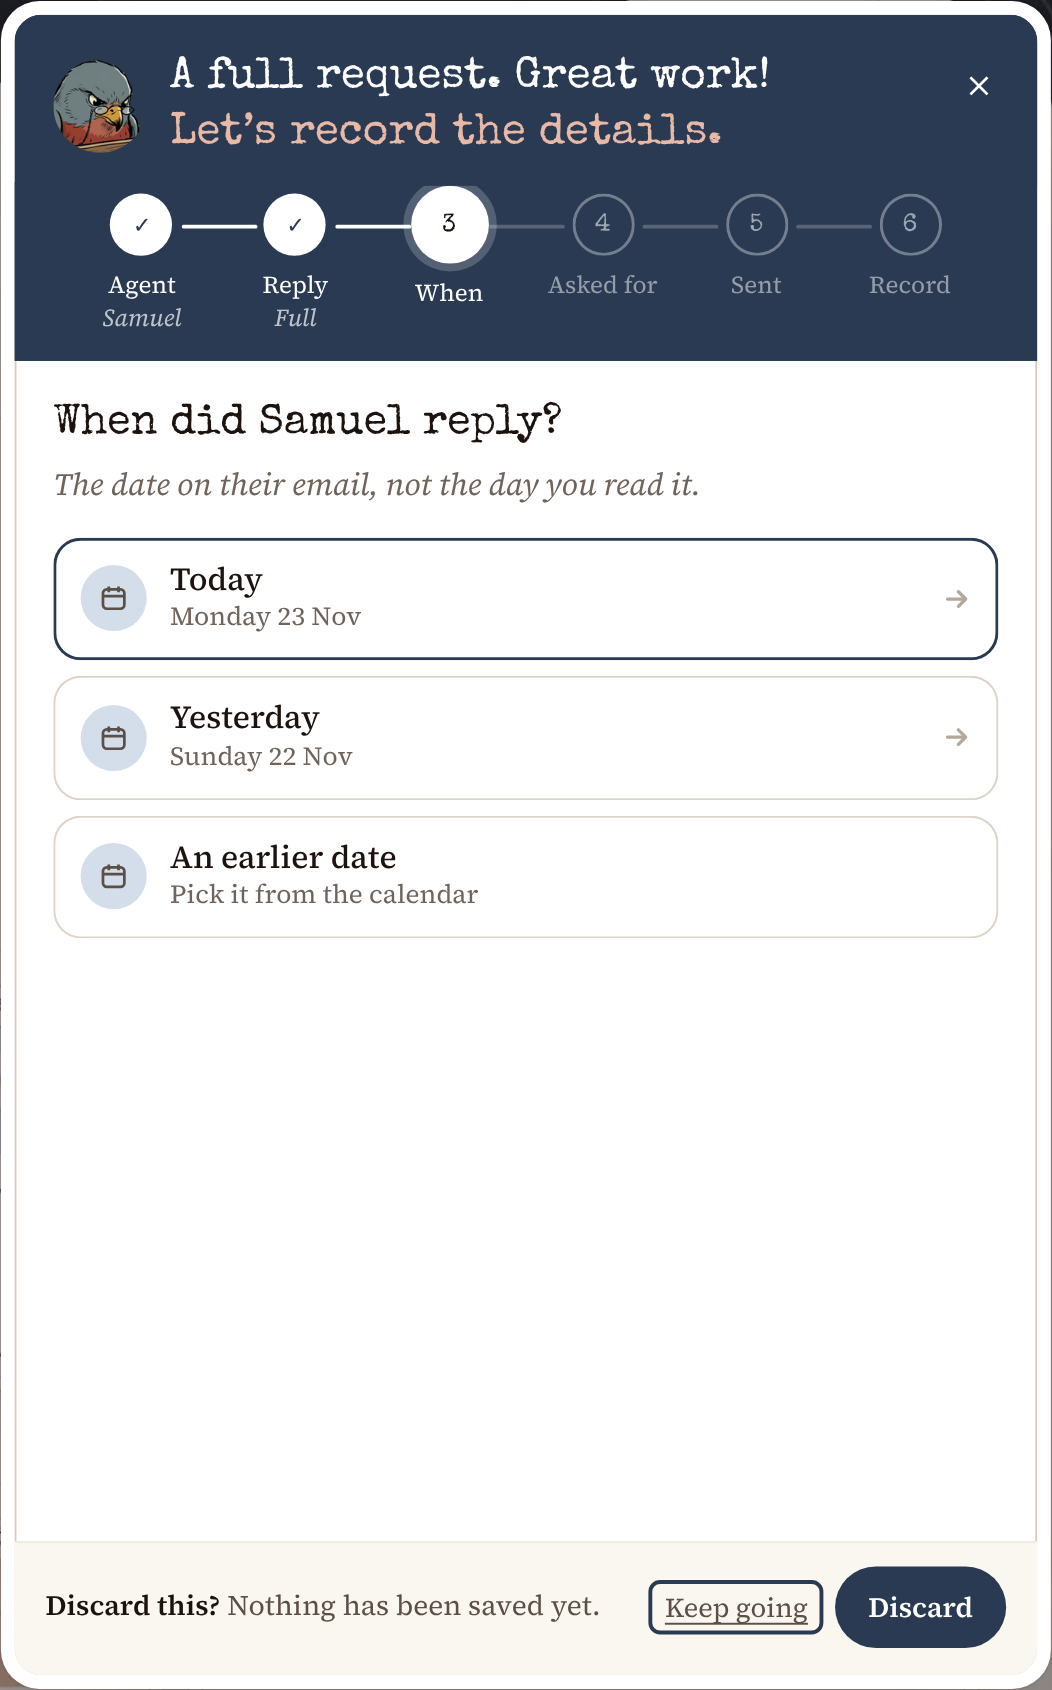 A full request. Great work!
Let's record the details.
✓
✓
3
4
5
6
Agent
Reply
When
Asked for
Sent
Record
Samuel
Full
When did Samuel reply?
The date on their email, not the day you read it.
Today
Monday 23 Nov
Yesterday
Sunday 22 Nov
An earlier date
Pick it from the calendar
Discard this? Nothing has been saved yet.
Keep going
Discard